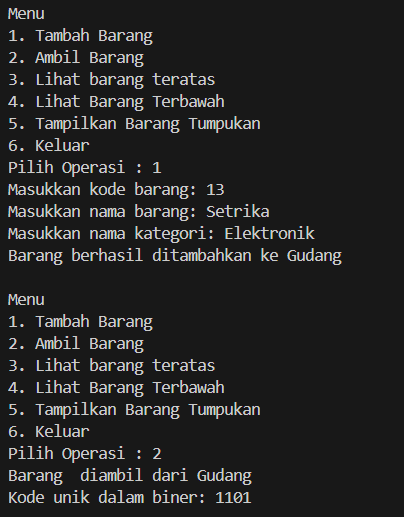 Menu
1. Tambah Barang
2. Ambil Barang
3. Lihat barang teratas
4. Lihat Barang Terbawah
5. Tampilkan Barang Tumpukan
6. Keluar
Pilih Operasi : 1
Masukkan kode barang: 13
Masukkan nama barang: Setrika
Masukkan nama kategori: Elektronik
Barang berhasil ditambahkan ke Gudang

Menu
1. Tambah Barang
2. Ambil Barang
3. Lihat barang teratas
4. Lihat Barang Terbawah
5. Tampilkan Barang Tumpukan
6. Keluar
Pilih Operasi : 2
Barang  diambil dari Gudang
Kode unik dalam biner: 1101